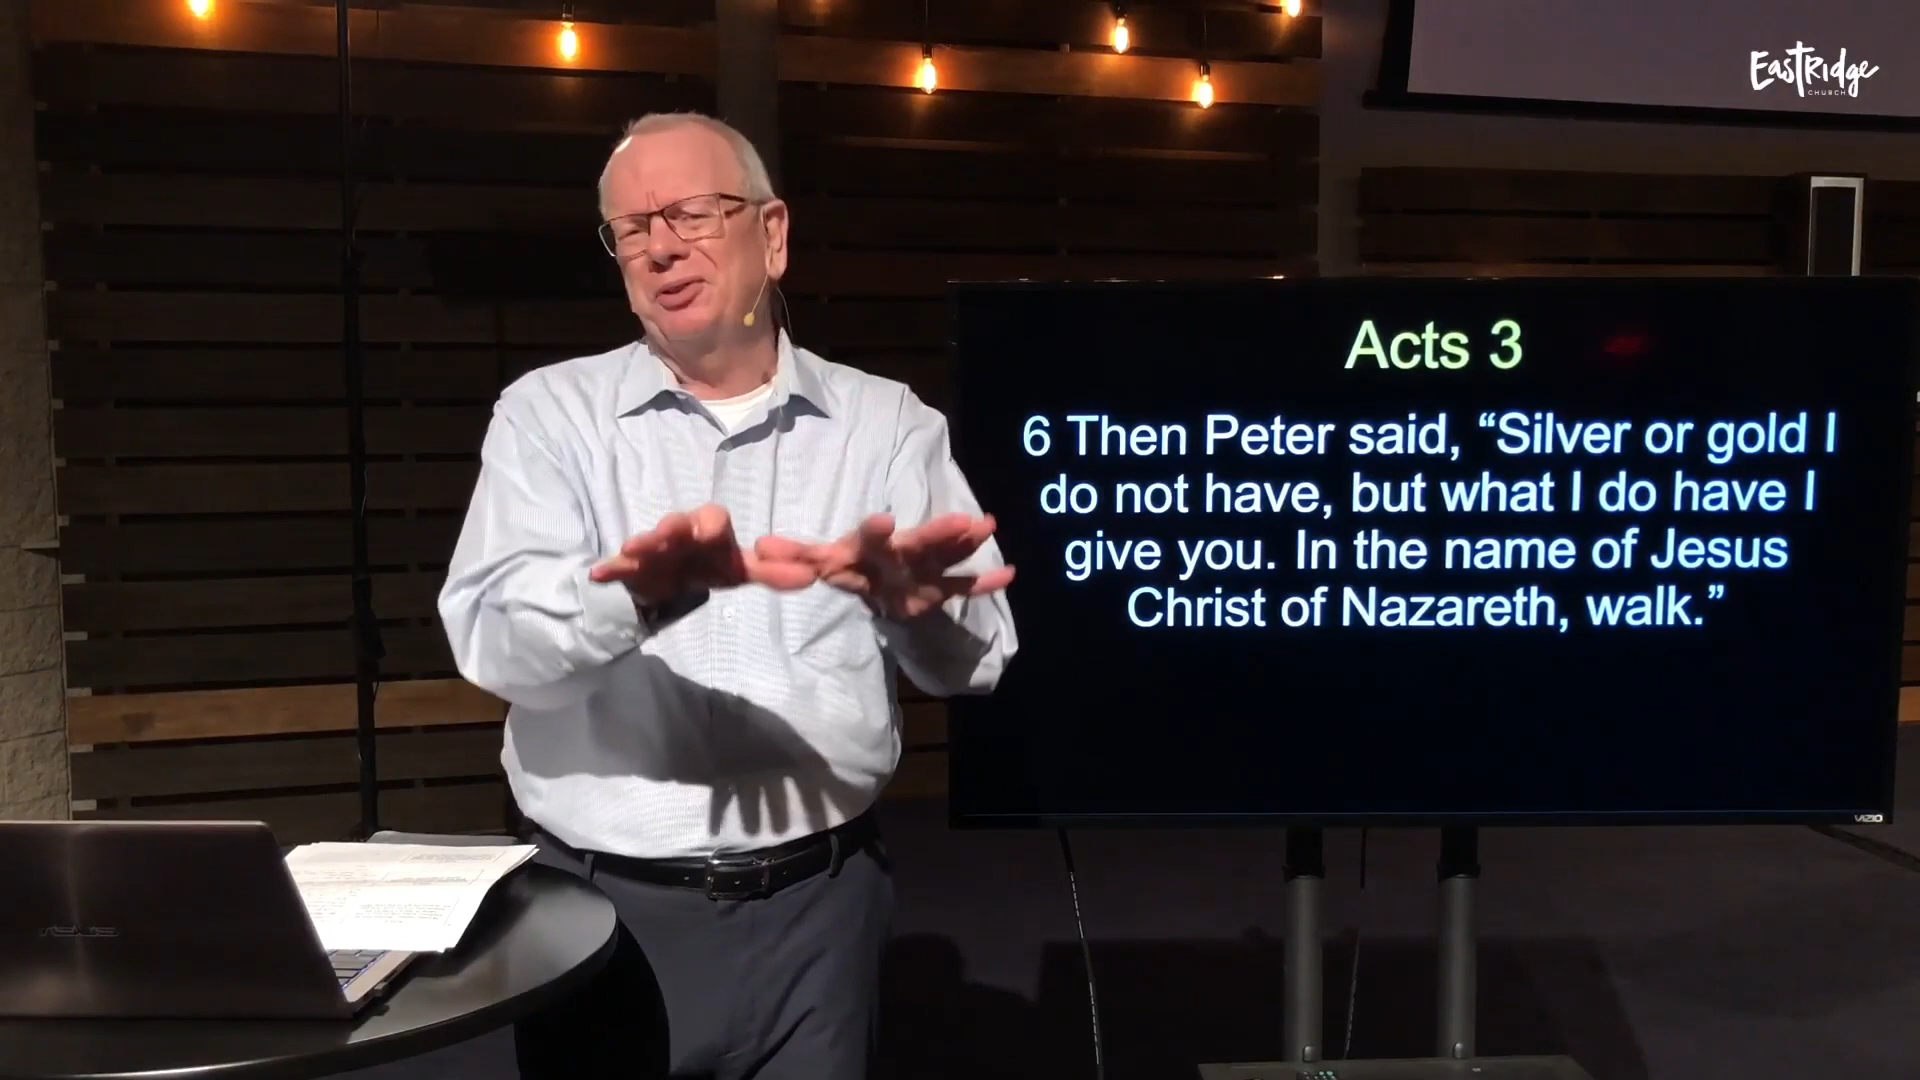 EastRidge
CHURCH
Acts 3
6 Then Peter said, “Silver or gold I
do not have, but what I do have I
give you. In the name of Jesus
Christ of Nazareth, walk.”
VIZIO
ASUS